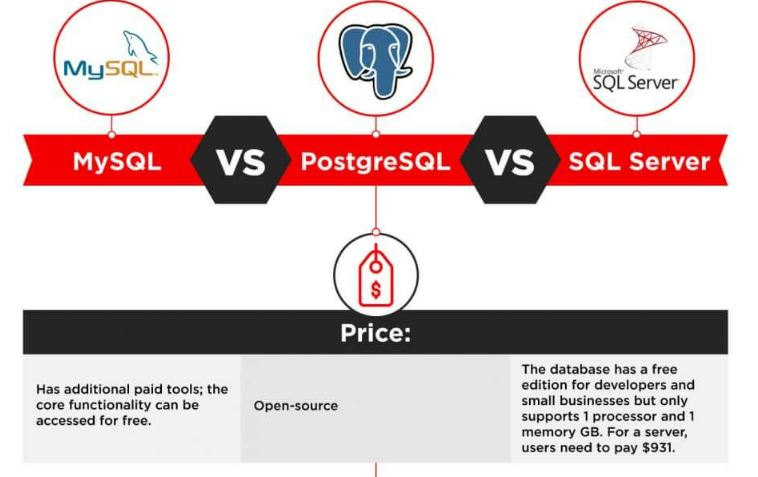 MySQL
Microsoft
SQL Server
MySQL
VS
PostgreSQL
VS
SQL Server
$
Price:
Has additional paid tools; the
core functionality can be
accessed for free.
Open-source
The database has a free
edition for developers and
small businesses but only
supports 1 processor and 1
memory GB. For a server,
users need to pay $931.